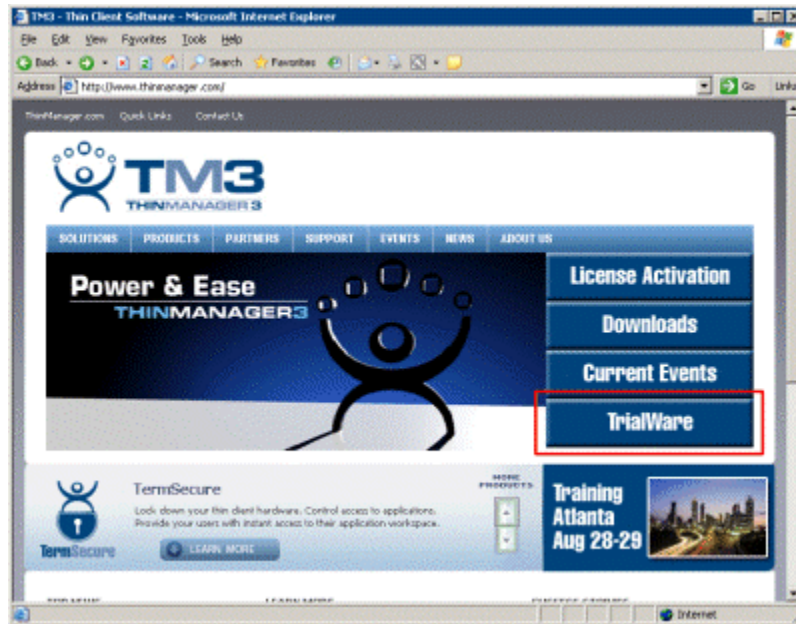 TM3 - Thin Client Software - Microsoft Internet Explorer
File Edit View Favorites Tools Help
Back Search Favorites
Address http://www.thinmanager.com/ Go Links
ThinManager.com Quick Links Contact Us
TM3
THINMANAGER 3
SOLUTIONS PRODUCTS PARTNERS SUPPORT EVENTS NEWS ABOUT US
Power & Ease
THINMANAGER3
License Activation
Downloads
Current Events
TrialWare
TermSecure
TermSecure
Lock down your thin client hardware. Control access to applications.
Provide your users with instant access to their application workspace.
LEARN MORE
MORE
PRODUCTS
Training
Atlanta
Aug 28-29
Internet